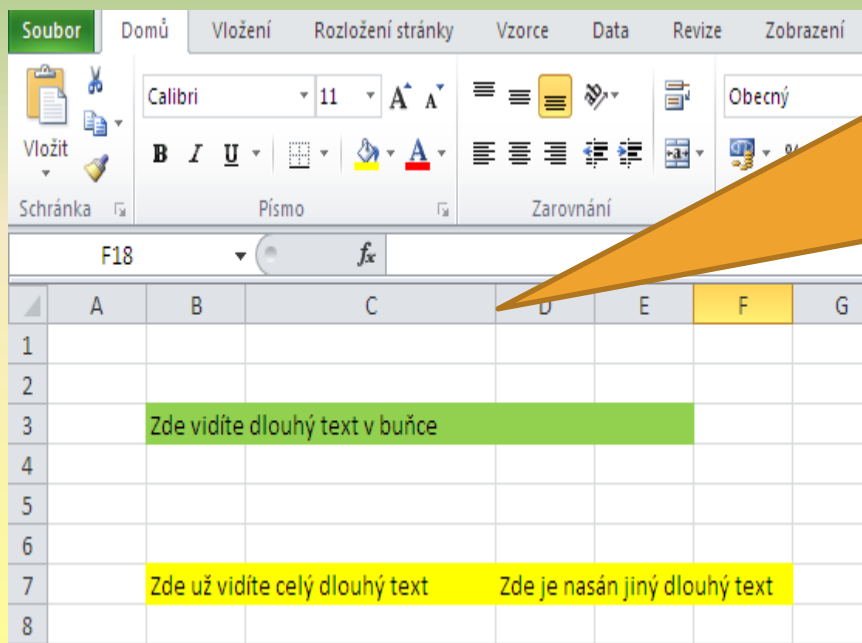 Soubor Domů Vložení Rozložení stránky Vzorce Data Revize Zobrazení
Calibri 11 A A Obecný
Vložit B I U A a
Schránka Písmo Zarovnání
F18 fx
A B C D E F G
1
2
3 Zde vidíte dlouhý text v buňce
4
5
6
7 Zde už vidíte celý dlouhý text Zde je nasán jiný dlouhý text
8